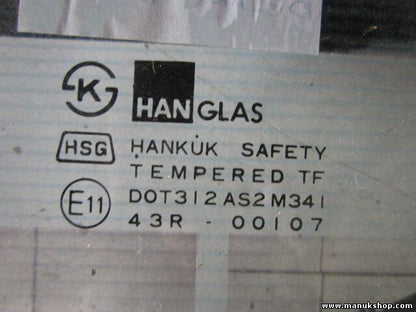 K HANGLAS
HSG HANKUK SAFETY
TEMPERED TF
E11 DOT312AS2M341
43R - 00107
www.manukshop.com